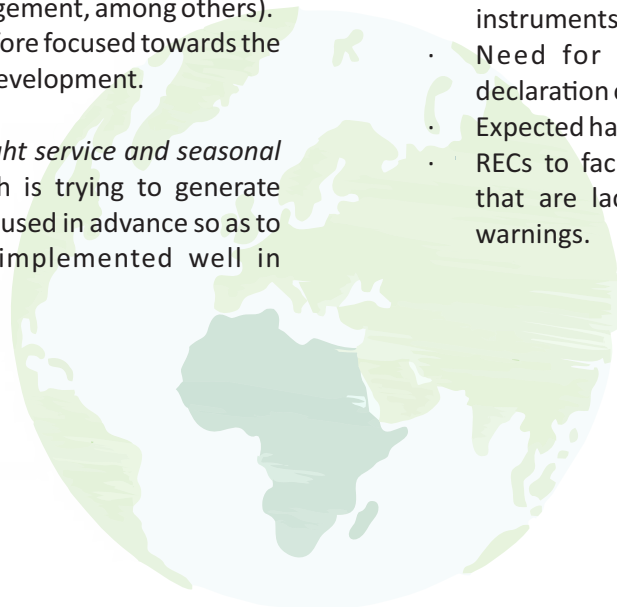 gement, among others).
ore focused towards the
evelopment.
ht service and seasonal
h is trying to generate
used in advance so as to
implemented well in
instruments
· Need for
declaration
· Expected ha
· RECs to fac
that are lac
warnings.